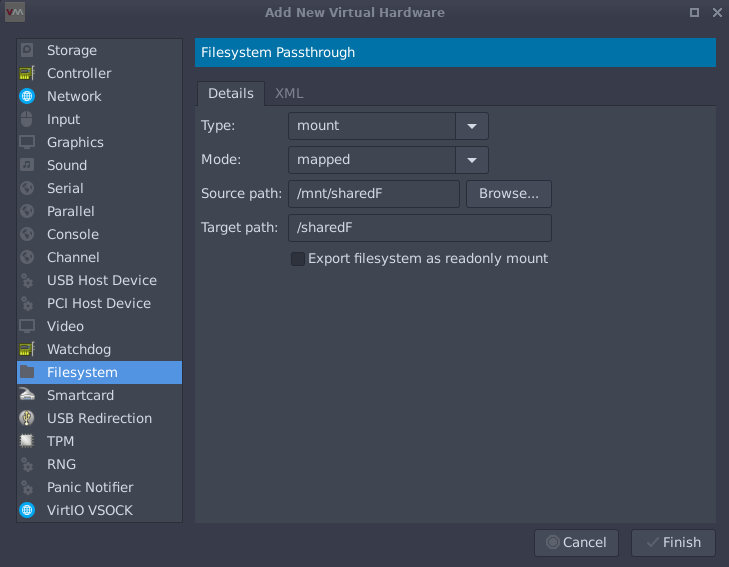 VM
Add New Virtual Hardware
Storage
Controller
Network
Input
Graphics
Sound
Serial
Parallel
Console
Channel
USB Host Device
PCI Host Device
Video
Watchdog
Filesystem
Smartcard
USB Redirection
TPM
RNG
Panic Notifier
VirtIO VSOCK
Filesystem Passthrough
Details XML
Type: mount
Mode: mapped
Source path: /mnt/sharedF Browse...
Target path: /sharedF
Export filesystem as readonly mount
Cancel Finish